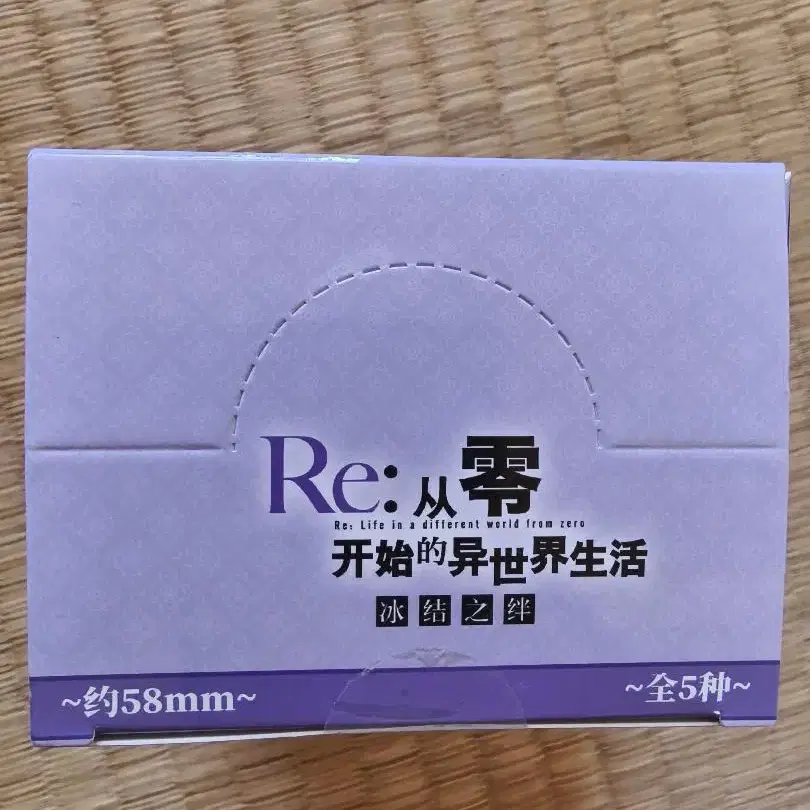 Re:从零
Re: Life in a different world from zero
开始的异世界生活
冰结之绊
~约58mm~
~全5种~